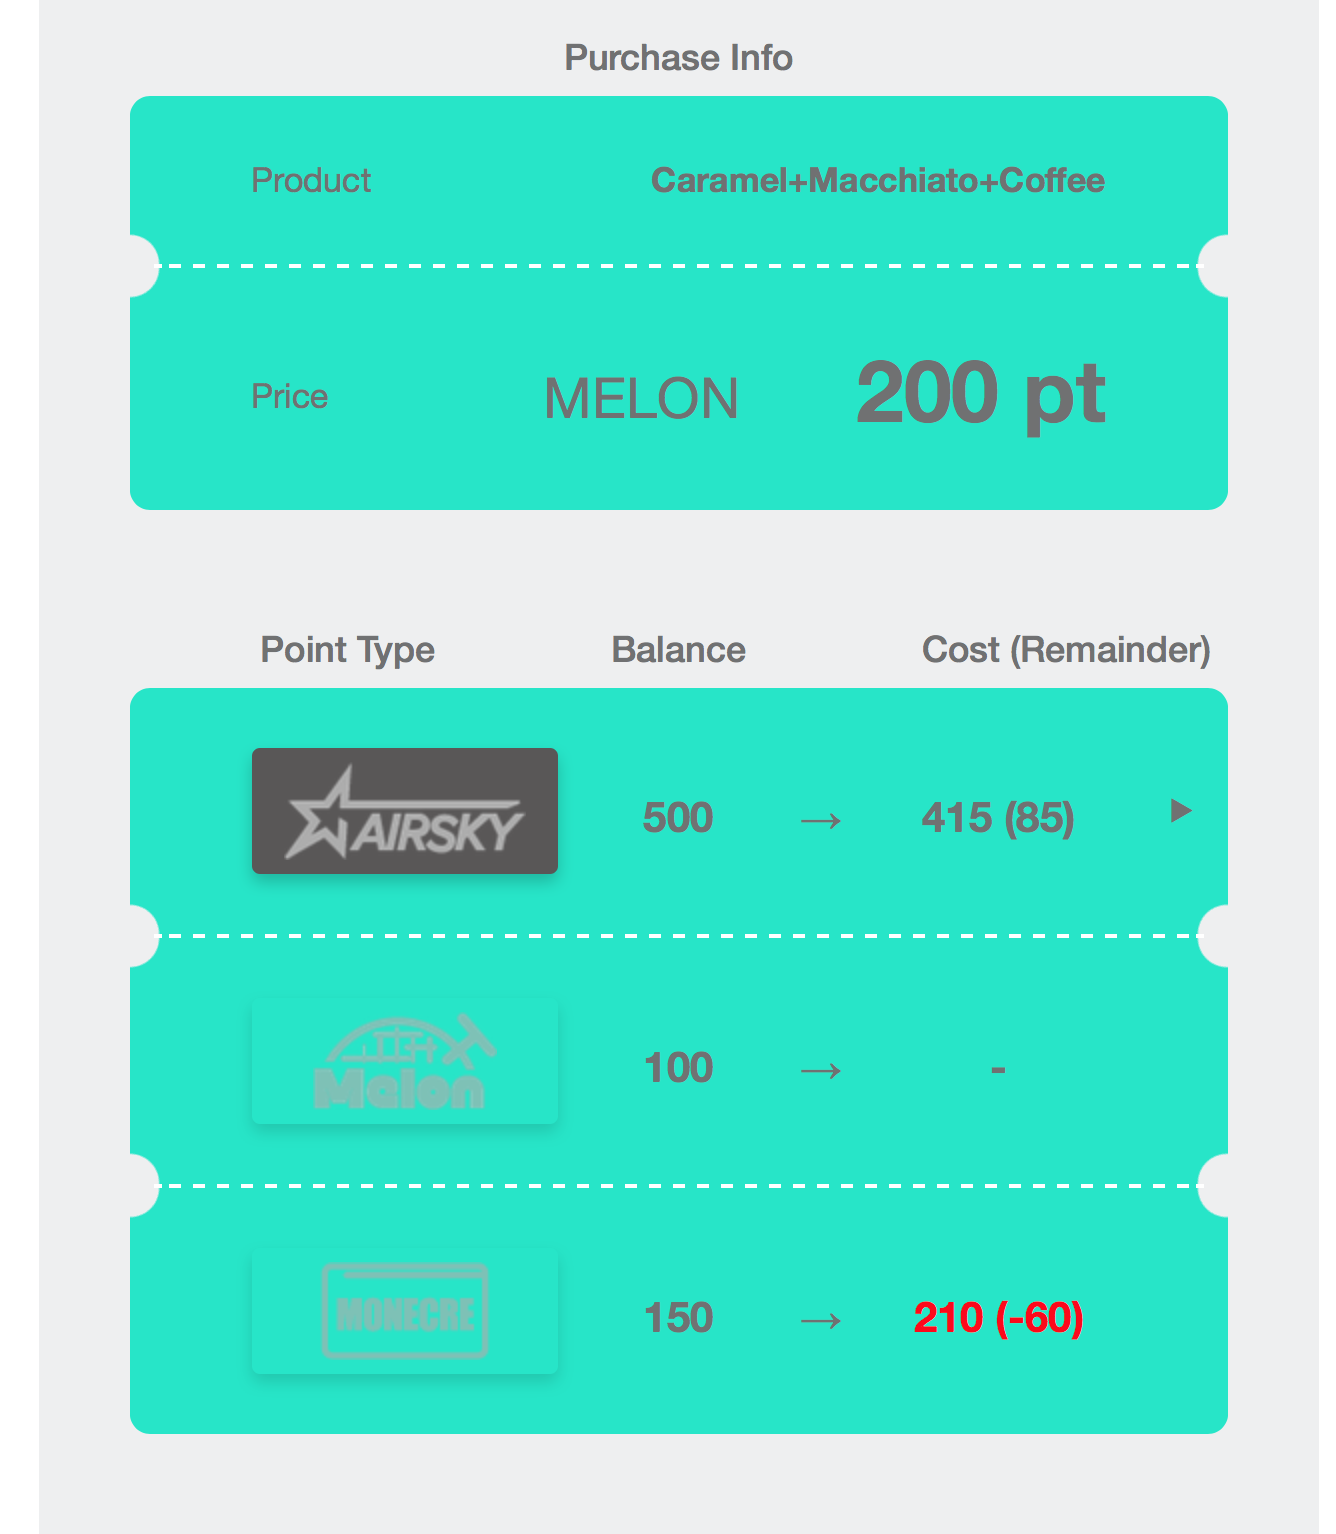 Purchase Info
Product Caramel+Macchiato+Coffee
Price MELON 200 pt
Point Type Balance Cost (Remainder)
AIRSKY 500 → 415 (85) ▶
Malon 100 → -
MONECRE 150 → 210 (-60)